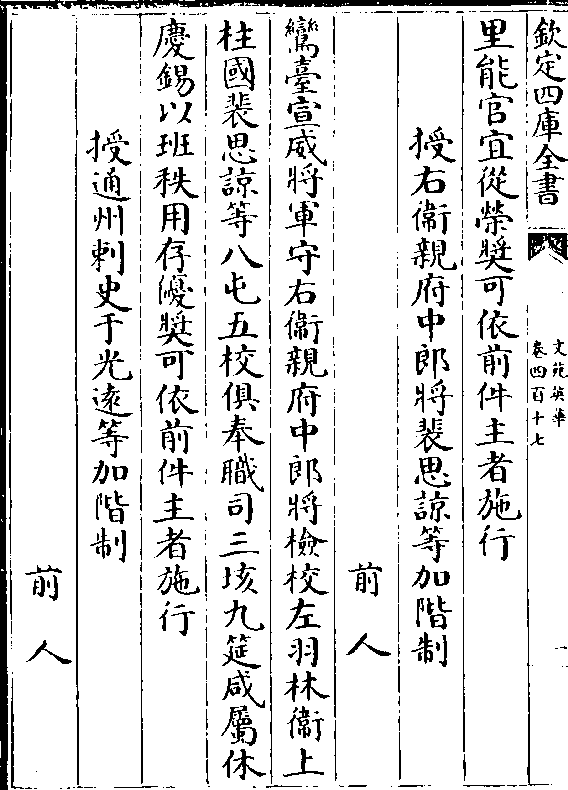 欽定四庫全書
文苑英華
卷四百十七
里能官宜從榮奬可依前件主者施行
授右衞親府中郎將裴思諒等加階制
前人
鸞臺宣威將軍守右衞親府中郎將檢校左羽林衞上
柱國裴思諒等八屯五校俱奉職司三垓九筵咸屬休
慶錫以班秩用存優奬可依前件主者施行
授通州刺史于光遠等加階制
前人